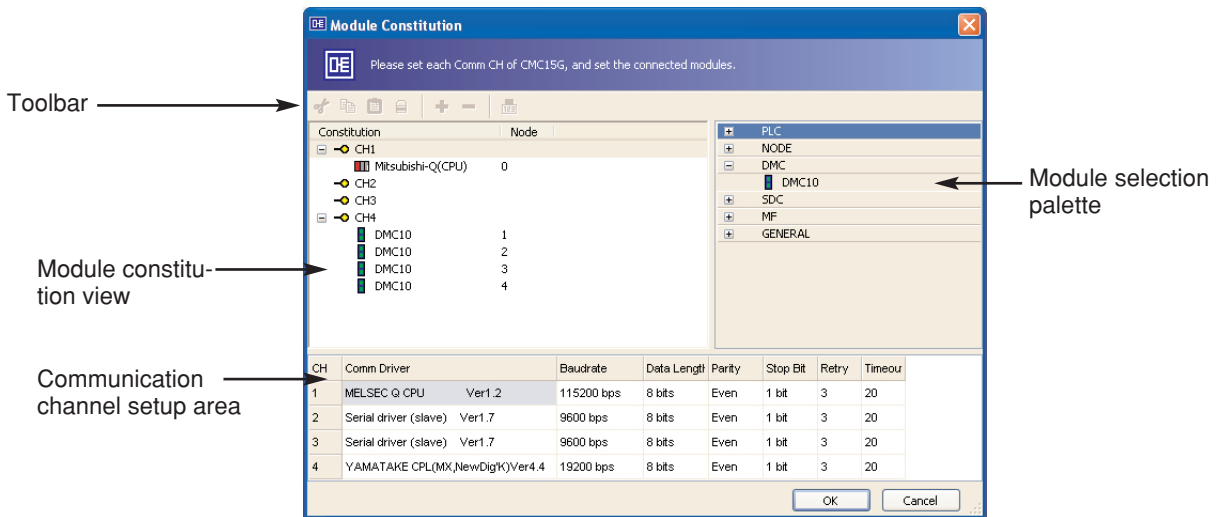 Module Constitution
Please set each Comm CH of CMC15G, and set the connected modules.
Toolbar
Constitution Node
CH1
Mitsubishi-Q(CPU) 0
CH2
CH3
CH4
DMC10 1
DMC10 2
DMC10 3
DMC10 4
PLC
NODE
DMC
DMC10
SDC
MF
GENERAL
Module selection
palette
Module constitu-
tion view
Communication
channel setup area
CH Comm Driver Baudrate Data Length Parity Stop Bit Retry Timeou
1 MELSEC Q CPU Ver1.2 115200 bps 8 bits Even 1 bit 3 20
2 Serial driver (slave) Ver1.7 9600 bps 8 bits Even 1 bit 3 20
3 Serial driver (slave) Ver1.7 9600 bps 8 bits Even 1 bit 3 20
4 YAMATAKE CPL(MX,NewDig'K)Ver4.4 19200 bps 8 bits Even 1 bit 3 20
OK Cancel